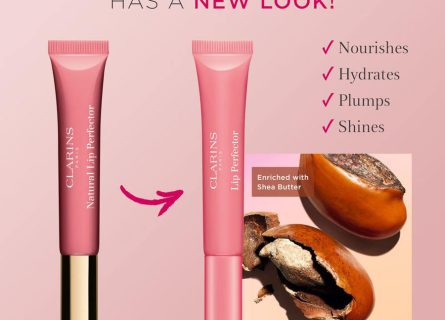 HAS A NEW LOOK!
✓ Nourishes
✓ Hydrates
✓ Plumps
✓ Shines
CLARINS
PARIS
Natural Lip Perfector
CLARINS
PARIS
Lip Perfector
Enriched with
Shea Butter